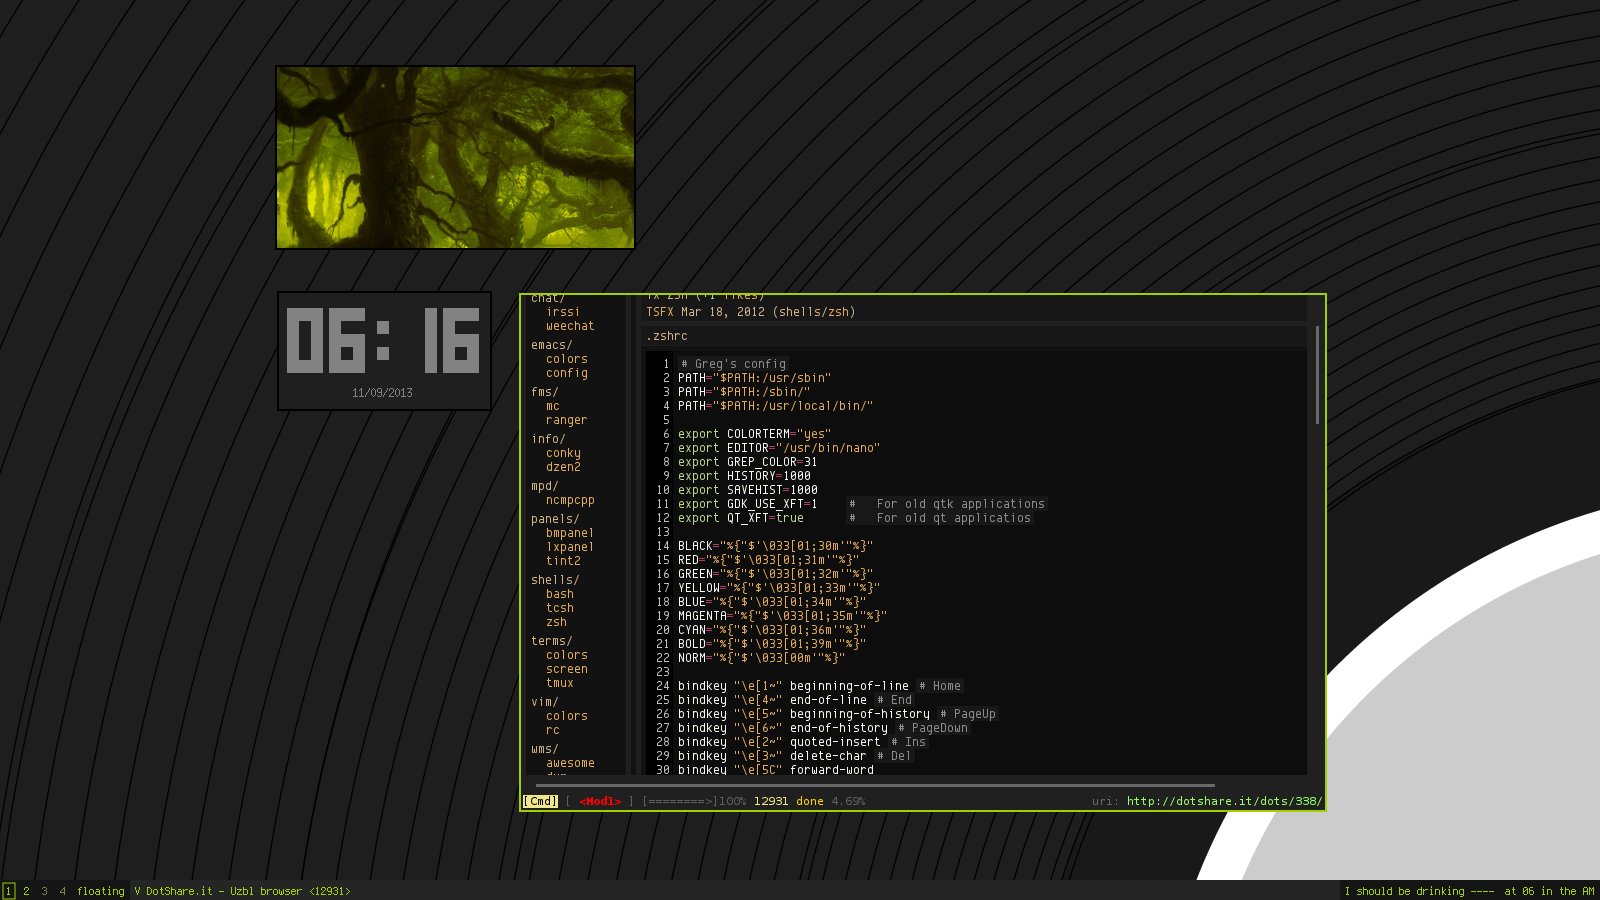 06:16
11/09/2013
chat/
irssi
weechat
emacs/
colors
config
fms/
mc
ranger
info/
conky
dzen2
mpd/
ncmpcpp
panels/
bmpanel
lxpanel
tint2
shells/
bash
tcsh
zsh
terms/
colors
screen
tmux
vim/
colors
rc
wms/
awesome
TSFX Mar 18, 2012 (shells/zsh)
.zshrc
1 # Greg's config
2 PATH="$PATH:/usr/sbin"
3 PATH="$PATH:/sbin/"
4 PATH="$PATH:/usr/local/bin/"
5
6 export COLORTERM="yes"
7 export EDITOR="/usr/bin/nano"
8 export GREP_COLOR=31
9 export HISTORY=1000
10 export SAVEHIST=1000
11 export GDK_USE_XFT=1 # For old gtk applications
12 export QT_XFT=true # For old qt applicatios
13
14 BLACK="%{"$'\033[01;30m'"%}"
15 RED="%{"$'\033[01;31m'"%}"
16 GREEN="%{"$'\033[01;32m'"%}"
17 YELLOW="%{"$'\033[01;33m'"%}"
18 BLUE="%{"$'\033[01;34m'"%}"
19 MAGENTA="%{"$'\033[01;35m'"%}"
20 CYAN="%{"$'\033[01;36m'"%}"
21 BOLD="%{"$'\033[01;39m'"%}"
22 NORM="%{"$'\033[00m'"%}"
23
24 bindkey "\e[1~" beginning-of-line # Home
25 bindkey "\e[4~" end-of-line # End
26 bindkey "\e[5~" beginning-of-history # PageUp
27 bindkey "\e[6~" end-of-history # PageDown
28 bindkey "\e[2~" quoted-insert # Ins
29 bindkey "\e[3~" delete-char # Del
30 bindkey "\e[5C" forward-word
[Cmd] [ <Mod1> ] [========>]100% 12931 done 4.69% uri: http://dotshare.it/dots/338/
1 2 3 4 floating V DotShare.it - Uzbl browser <12931> I should be drinking ---- at 06 in the AM